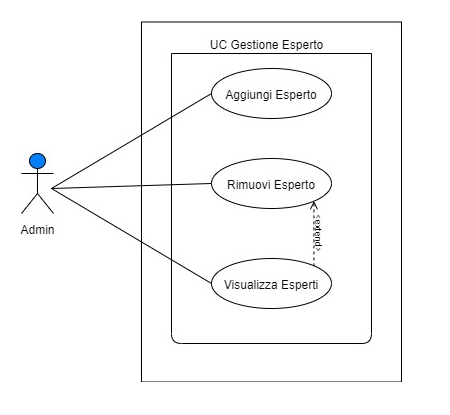 UC Gestione Esperto
Aggiungi Esperto
Rimuovi Esperto
<extend>
Admin
Visualizza Esperti